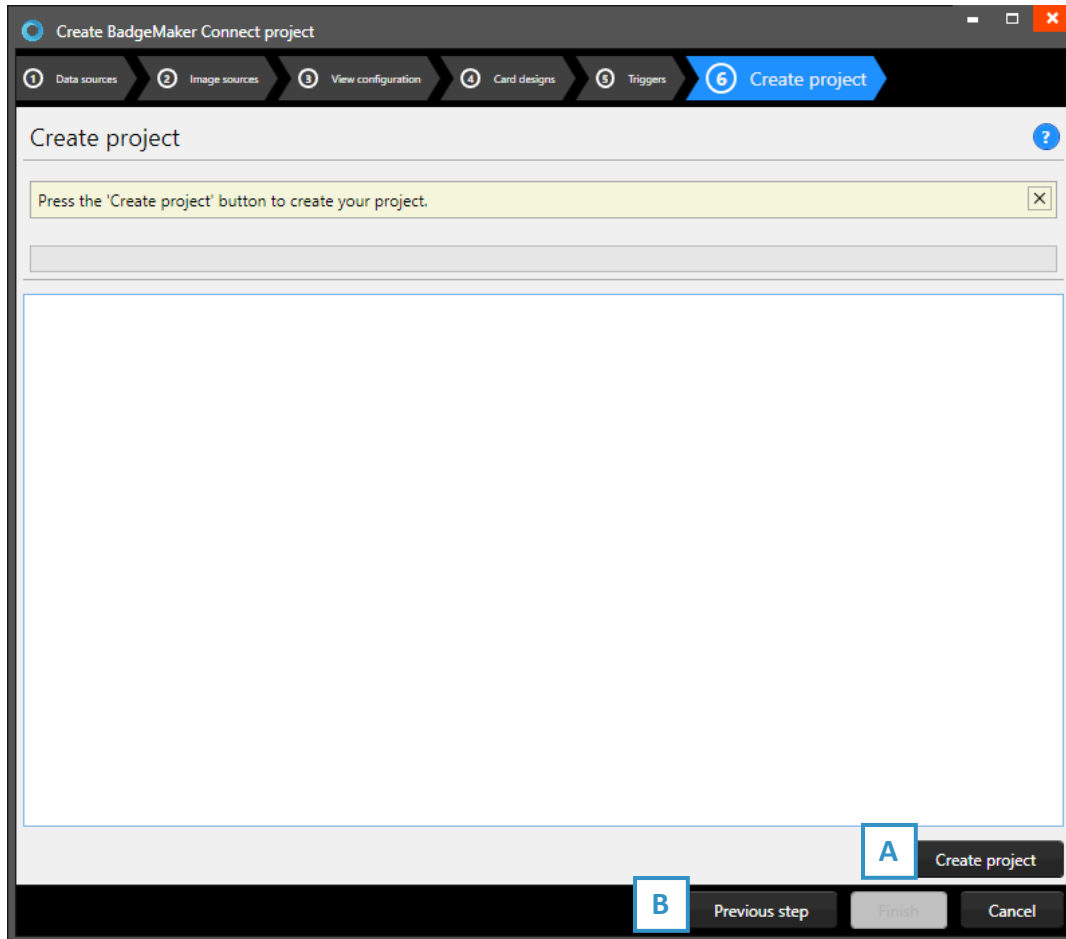 Create BadgeMaker Connect project
1 Data sources 2 Image sources 3 View configuration 4 Card designs 5 Triggers 6 Create project
Create project
?
Press the 'Create project' button to create your project.
A Create project
B Previous step Finish Cancel